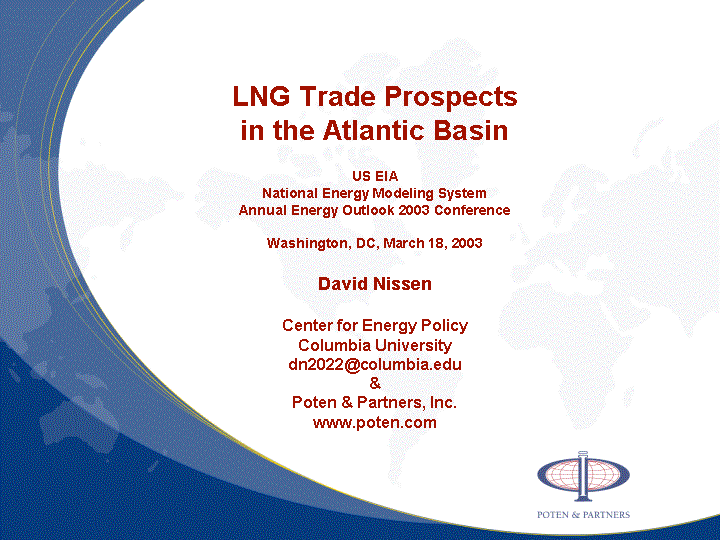 LNG Trade Prospects
in the Atlantic Basin
US EIA
National Energy Modeling System
Annual Energy Outlook 2003 Conference
Washington, DC, March 18, 2003
David Nissen
Center for Energy Policy
Columbia University
dn2022@columbia.edu
&
Poten & Partners, Inc.
www.poten.com
POTEN & PARTNERS